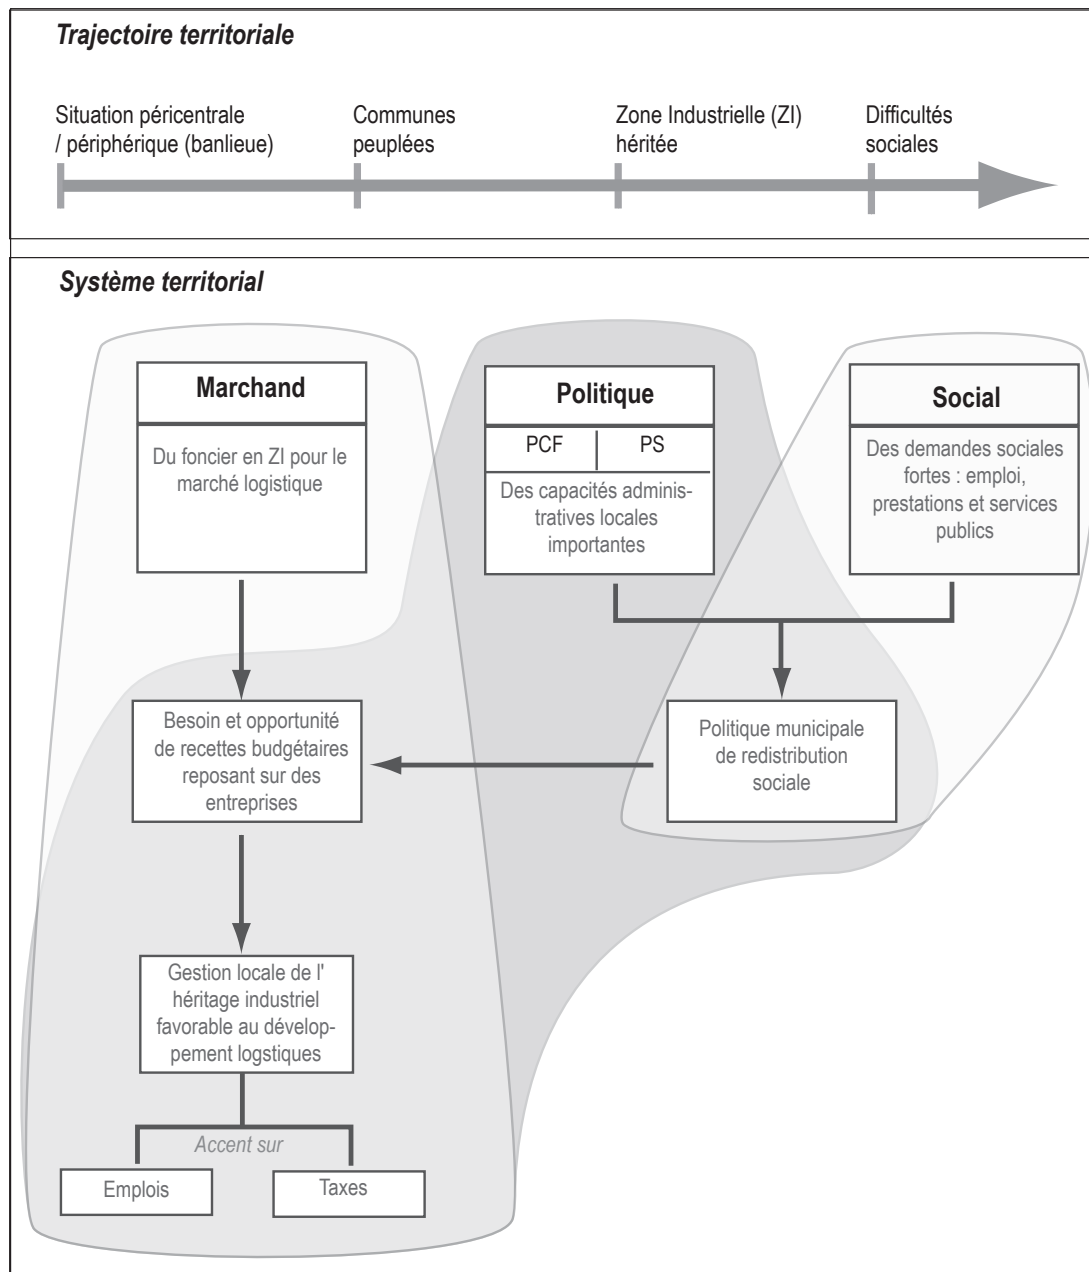 Trajectoire territoriale
Situation péricentrale
/ périphérique (banlieue)
Communes
peuplées
Zone Industrielle (ZI)
héritée
Difficultés
sociales
Système territorial
Marchand
Du foncier en ZI pour le
marché logistique
Politique
PCF
PS
Des capacités adminis-
tratives locales
importantes
Social
Des demandes sociales
fortes : emploi,
prestations et services
publics
Besoin et opportunité
de recettes budgétaires
reposant sur des
entreprises
Politique municipale
de redistribution
sociale
Gestion locale de l'
héritage industriel
favorable au dévelop-
pement logstiques
Accent sur
Emplois
Taxes